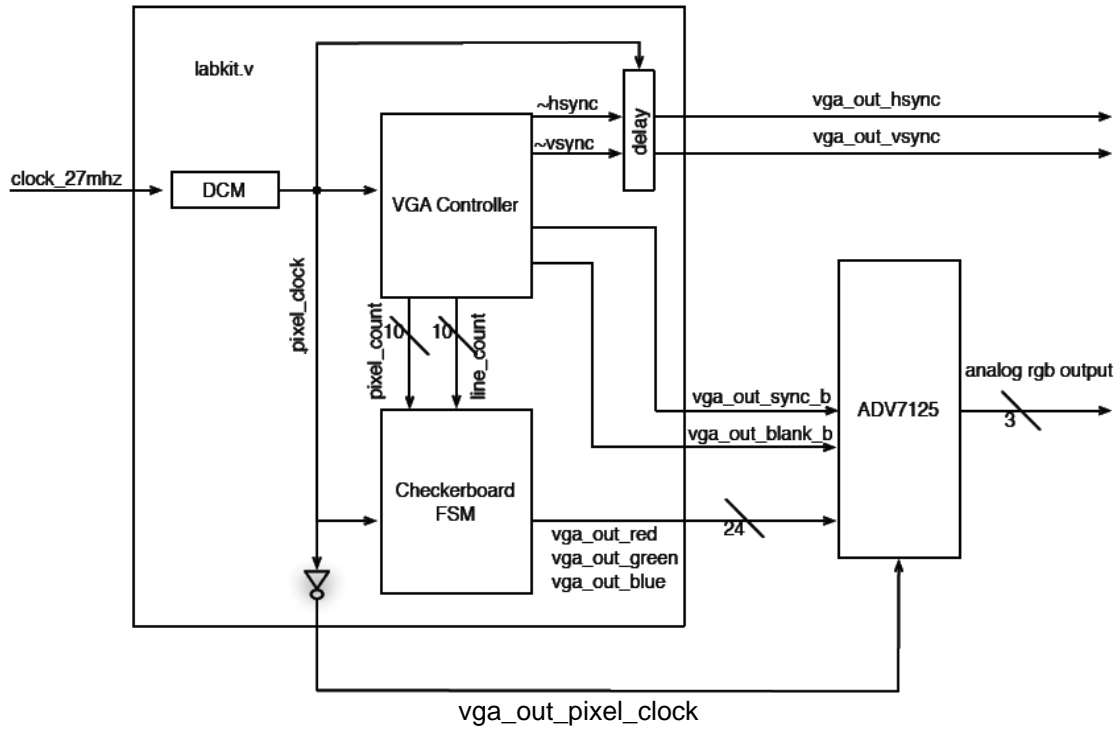 labkit.v
~hsync
~vsync
delay
vga_out_hsync
vga_out_vsync
clock_27mhz
DCM
VGA Controller
pixel_clock
pixel_count
10
10
line_count
Checkerboard
FSM
vga_out_sync_b
vga_out_blank_b
24
vga_out_red
vga_out_green
vga_out_blue
ADV7125
analog rgb output
3
vga_out_pixel_clock